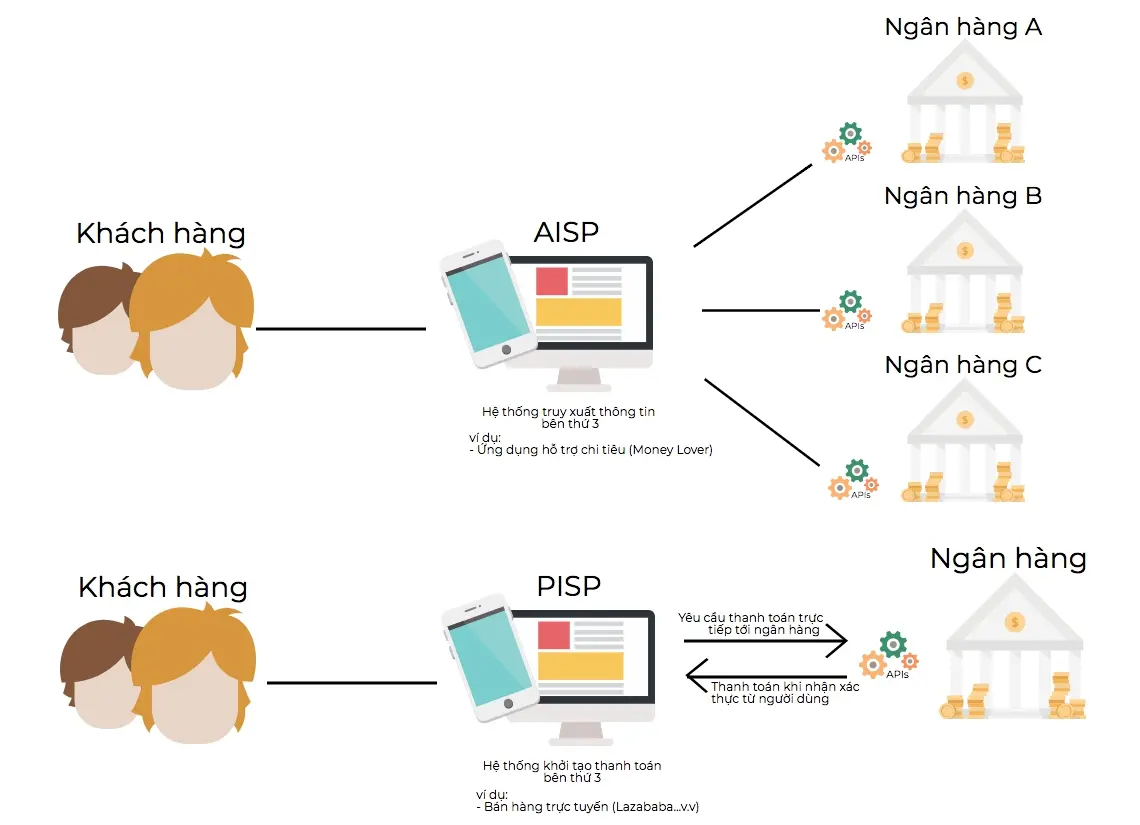 Ngân hàng A
APIs
Ngân hàng B
APIs
Ngân hàng C
APIs
Khách hàng
AISP
Hệ thống truy xuất thông tin
bên thứ 3
ví dụ:
- Ứng dụng hỗ trợ chi tiêu (Money Lover)
Khách hàng
PISP
Ngân hàng
Yêu cầu thanh toán trực
tiếp tới ngân hàng
APIs
Thanh toán khi nhận xác
thực từ người dùng
Hệ thống khởi tạo thanh toán
bên thứ 3
ví dụ:
- Bán hàng trực tuyến (Lazababa...v.v)